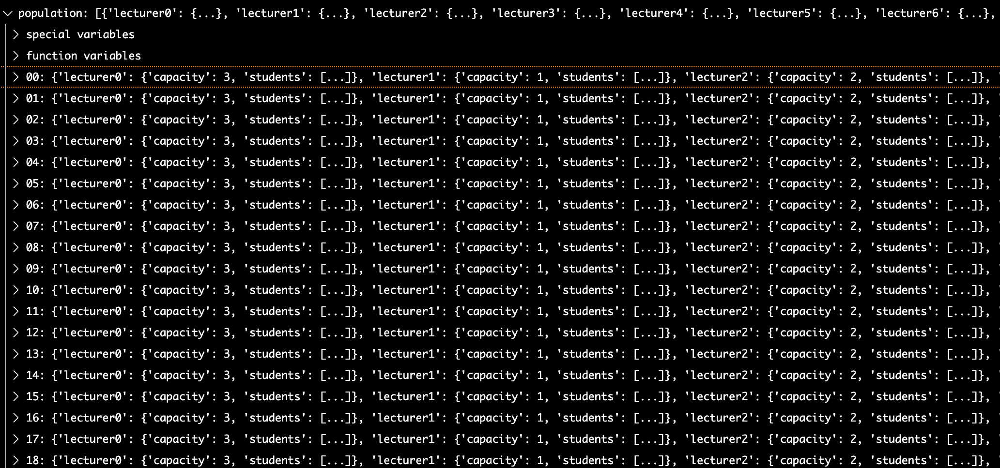 population: [{'lecturer0': {...}, 'lecturer1': {...}, 'lecturer2': {...}, 'lecturer3': {...}, 'lecturer4': {...}, 'lecturer5': {...}, 'lecturer6': {...},
special variables
function variables
00: {'lecturer0': {'capacity': 3, 'students': [...]}, 'lecturer1': {'capacity': 1, 'students': [...]}, 'lecturer2': {'capacity': 2, 'students': [...]},
01: {'lecturer0': {'capacity': 3, 'students': [...]}, 'lecturer1': {'capacity': 1, 'students': [...]}, 'lecturer2': {'capacity': 2, 'students': [...]},
02: {'lecturer0': {'capacity': 3, 'students': [...]}, 'lecturer1': {'capacity': 1, 'students': [...]}, 'lecturer2': {'capacity': 2, 'students': [...]},
03: {'lecturer0': {'capacity': 3, 'students': [...]}, 'lecturer1': {'capacity': 1, 'students': [...]}, 'lecturer2': {'capacity': 2, 'students': [...]},
04: {'lecturer0': {'capacity': 3, 'students': [...]}, 'lecturer1': {'capacity': 1, 'students': [...]}, 'lecturer2': {'capacity': 2, 'students': [...]},
05: {'lecturer0': {'capacity': 3, 'students': [...]}, 'lecturer1': {'capacity': 1, 'students': [...]}, 'lecturer2': {'capacity': 2, 'students': [...]},
06: {'lecturer0': {'capacity': 3, 'students': [...]}, 'lecturer1': {'capacity': 1, 'students': [...]}, 'lecturer2': {'capacity': 2, 'students': [...]},
07: {'lecturer0': {'capacity': 3, 'students': [...]}, 'lecturer1': {'capacity': 1, 'students': [...]}, 'lecturer2': {'capacity': 2, 'students': [...]},
08: {'lecturer0': {'capacity': 3, 'students': [...]}, 'lecturer1': {'capacity': 1, 'students': [...]}, 'lecturer2': {'capacity': 2, 'students': [...]},
09: {'lecturer0': {'capacity': 3, 'students': [...]}, 'lecturer1': {'capacity': 1, 'students': [...]}, 'lecturer2': {'capacity': 2, 'students': [...]},
10: {'lecturer0': {'capacity': 3, 'students': [...]}, 'lecturer1': {'capacity': 1, 'students': [...]}, 'lecturer2': {'capacity': 2, 'students': [...]},
11: {'lecturer0': {'capacity': 3, 'students': [...]}, 'lecturer1': {'capacity': 1, 'students': [...]}, 'lecturer2': {'capacity': 2, 'students': [...]},
12: {'lecturer0': {'capacity': 3, 'students': [...]}, 'lecturer1': {'capacity': 1, 'students': [...]}, 'lecturer2': {'capacity': 2, 'students': [...]},
13: {'lecturer0': {'capacity': 3, 'students': [...]}, 'lecturer1': {'capacity': 1, 'students': [...]}, 'lecturer2': {'capacity': 2, 'students': [...]},
14: {'lecturer0': {'capacity': 3, 'students': [...]}, 'lecturer1': {'capacity': 1, 'students': [...]}, 'lecturer2': {'capacity': 2, 'students': [...]},
15: {'lecturer0': {'capacity': 3, 'students': [...]}, 'lecturer1': {'capacity': 1, 'students': [...]}, 'lecturer2': {'capacity': 2, 'students': [...]},
16: {'lecturer0': {'capacity': 3, 'students': [...]}, 'lecturer1': {'capacity': 1, 'students': [...]}, 'lecturer2': {'capacity': 2, 'students': [...]},
17: {'lecturer0': {'capacity': 3, 'students': [...]}, 'lecturer1': {'capacity': 1, 'students': [...]}, 'lecturer2': {'capacity': 2, 'students': [...]},
18: {'lecturer0': {'capacity': 3, 'students': [...]}, 'lecturer1': {'capacity': 1, 'students': [...]}, 'lecturer2': {'capacity': 2, 'students': [...]},